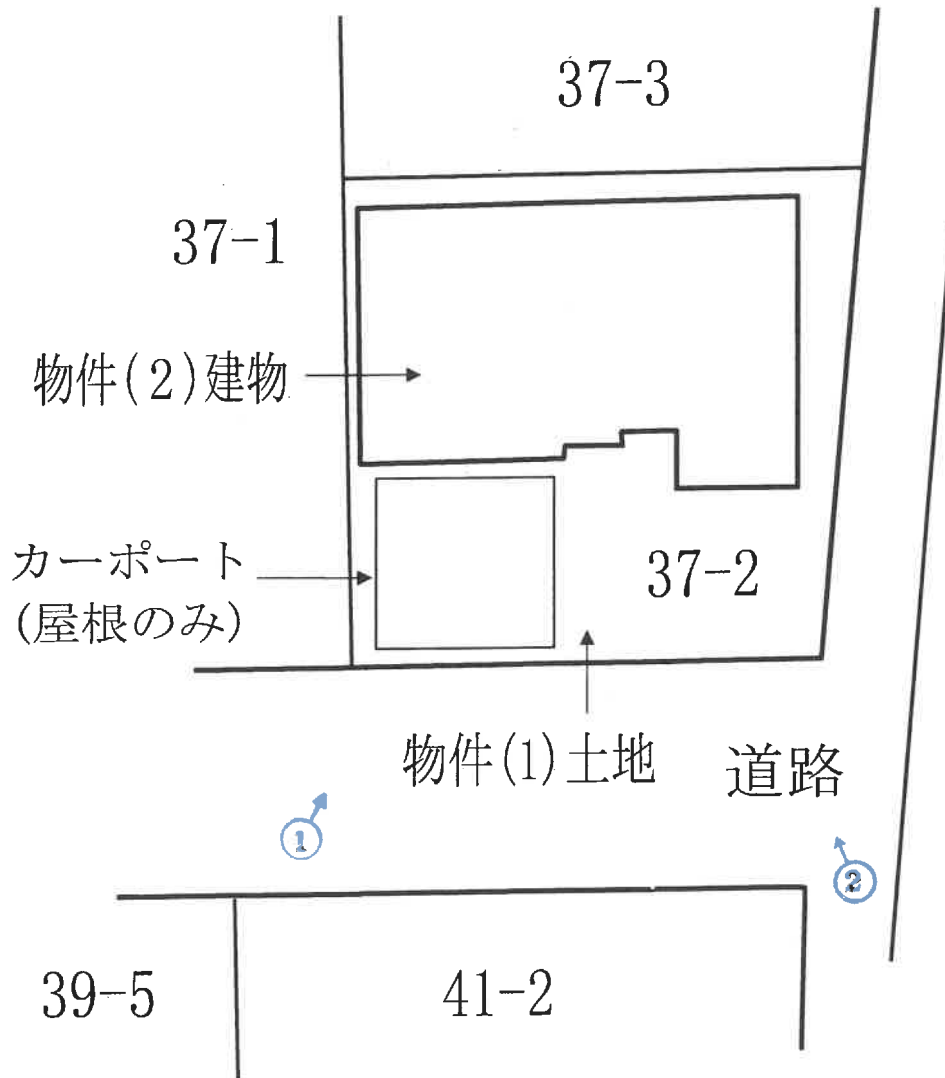 37-3
37-1
物件(2)建物
カーポート
(屋根のみ)
37-2
物件(1)土地
道路
①
②
39-5
41-2